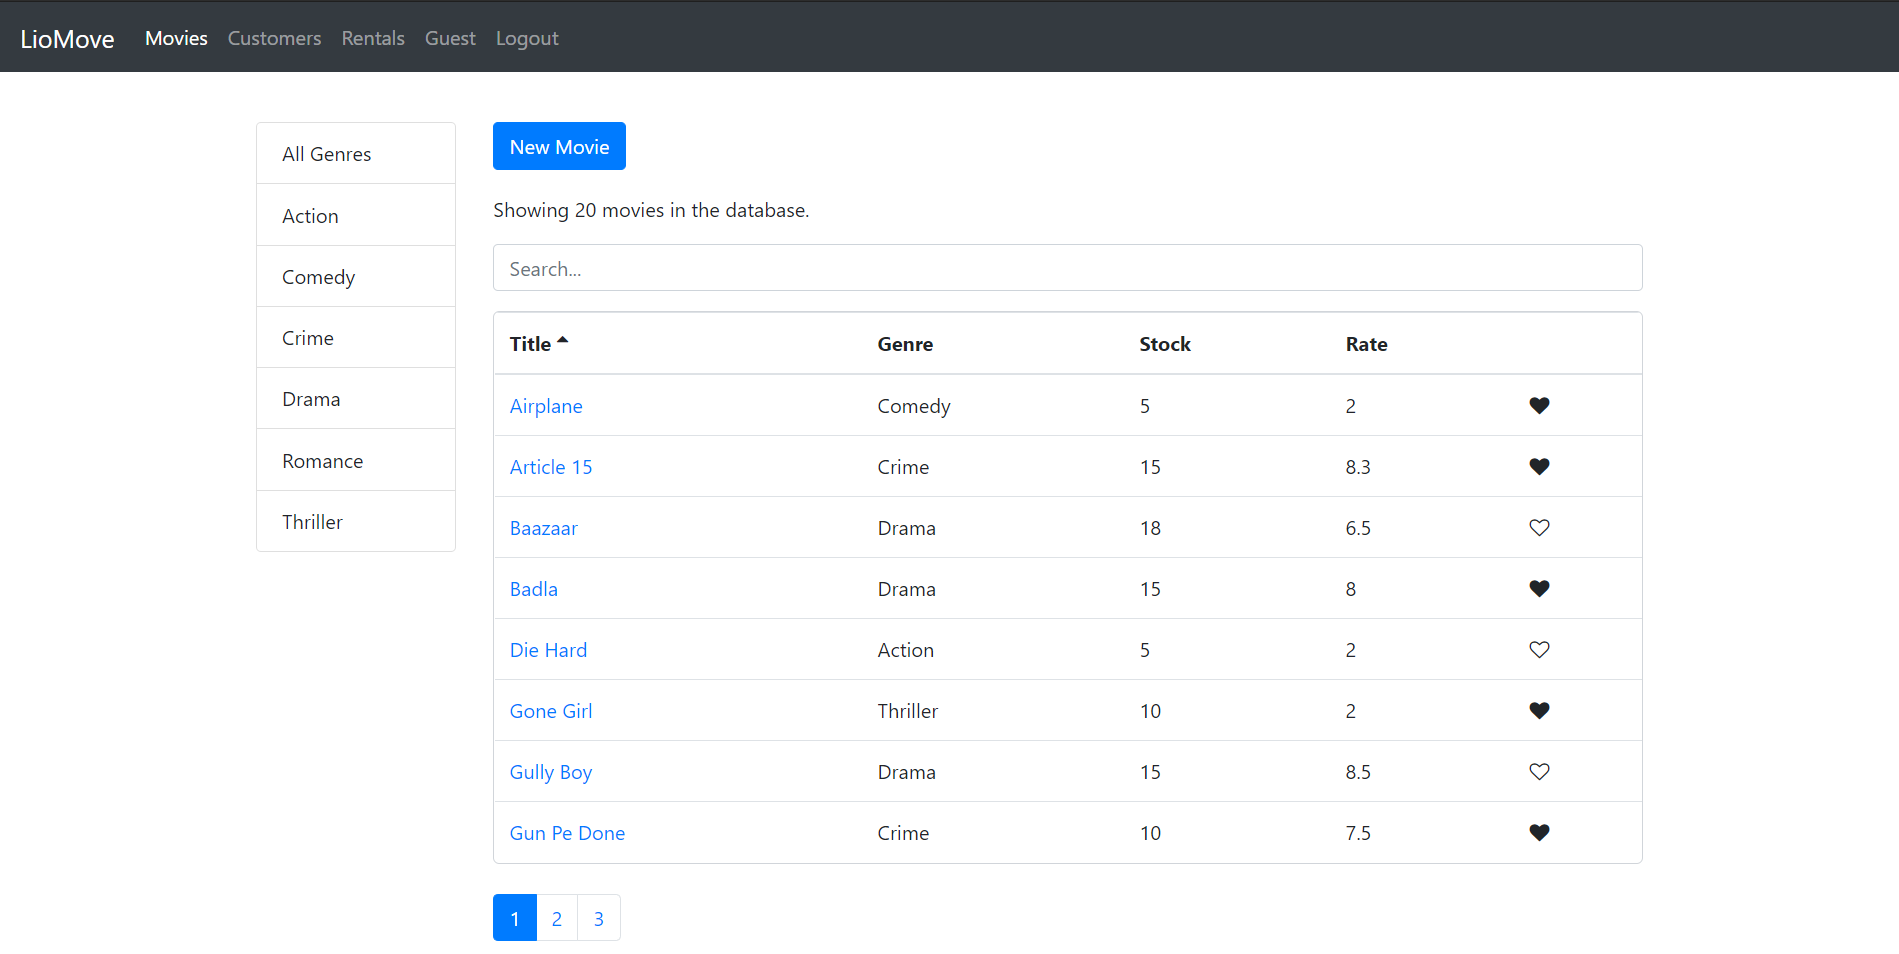 LioMove Movies Customers Rentals Guest Logout
All Genres
Action
Comedy
Crime
Drama
Romance
Thriller
New Movie
Showing 20 movies in the database.
Search...
Title Genre Stock Rate
Airplane Comedy 5 2
Article 15 Crime 15 8.3
Baazaar Drama 18 6.5
Badla Drama 15 8
Die Hard Action 5 2
Gone Girl Thriller 10 2
Gully Boy Drama 15 8.5
Gun Pe Done Crime 10 7.5
1 2 3